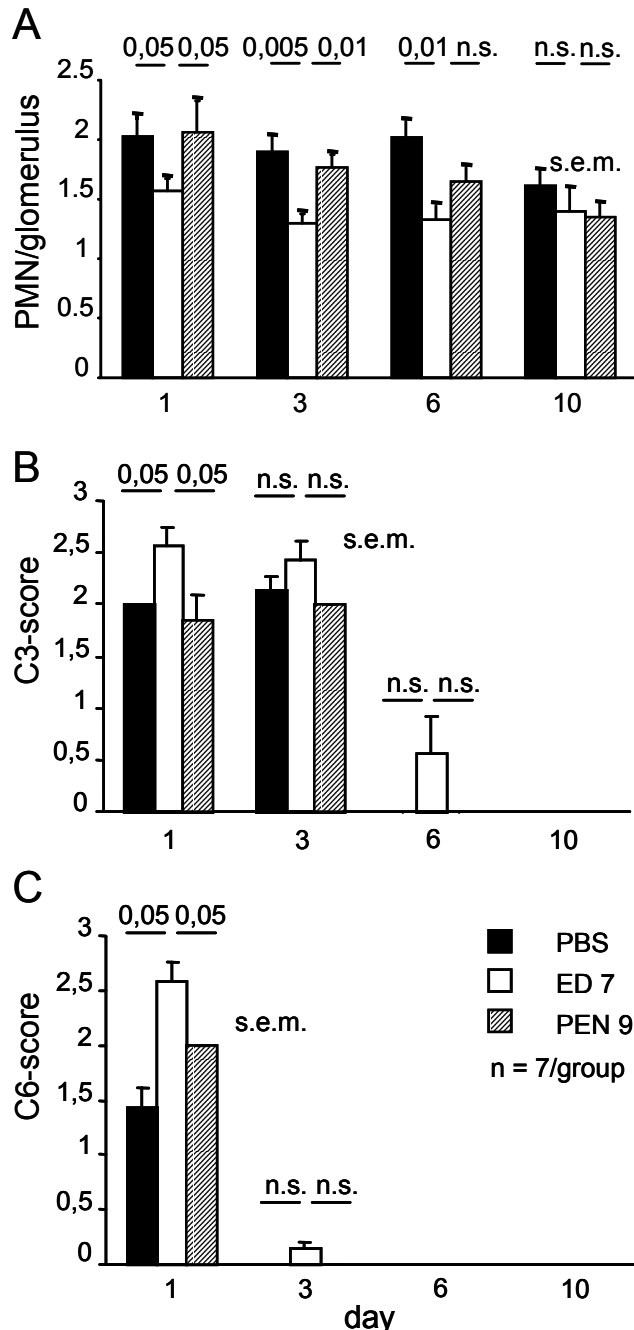 A
0,05 0,05 0,005 0,01 0,01 n.s. n.s. n.s.
PMN/glomerulus
2.5
2
1.5
1
0.5
0
s.e.m.
1 3 6 10
B
0,05 0,05 n.s. n.s.
C3-score
3
2,5
2
1,5
1
0,5
0
s.e.m.
n.s. n.s.
1 3 6 10
C
0,05 0,05
C6-score
3
2,5
2
1,5
1
0,5
0
s.e.m.
PBS
ED 7
PEN 9
n = 7/group
n.s. n.s.
1 3 6 10
day